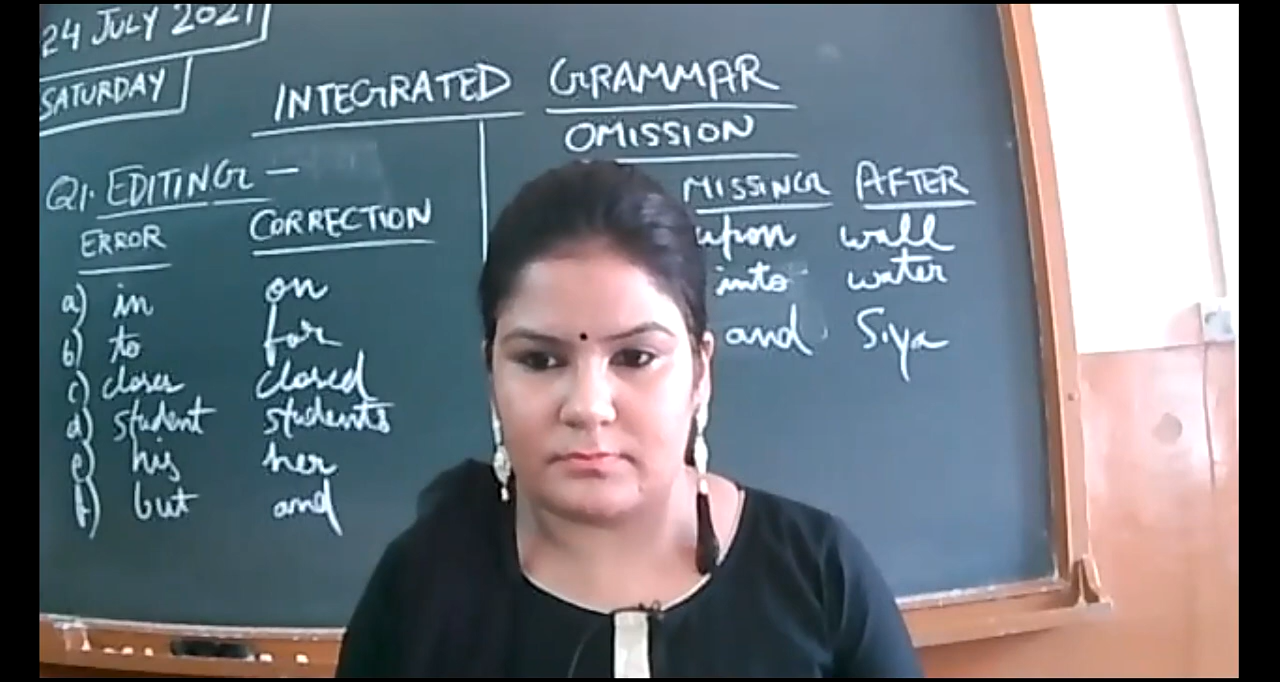 24 JULY 2021
SATURDAY
INTEGRATED GRAMMAR
Q1. EDITING -
ERROR CORRECTION
a) in on
b) to for
c) closes closed
d) student students
e) his her
f) but and
OMISSION
MISSING AFTER
upon wall
into water
and Siya